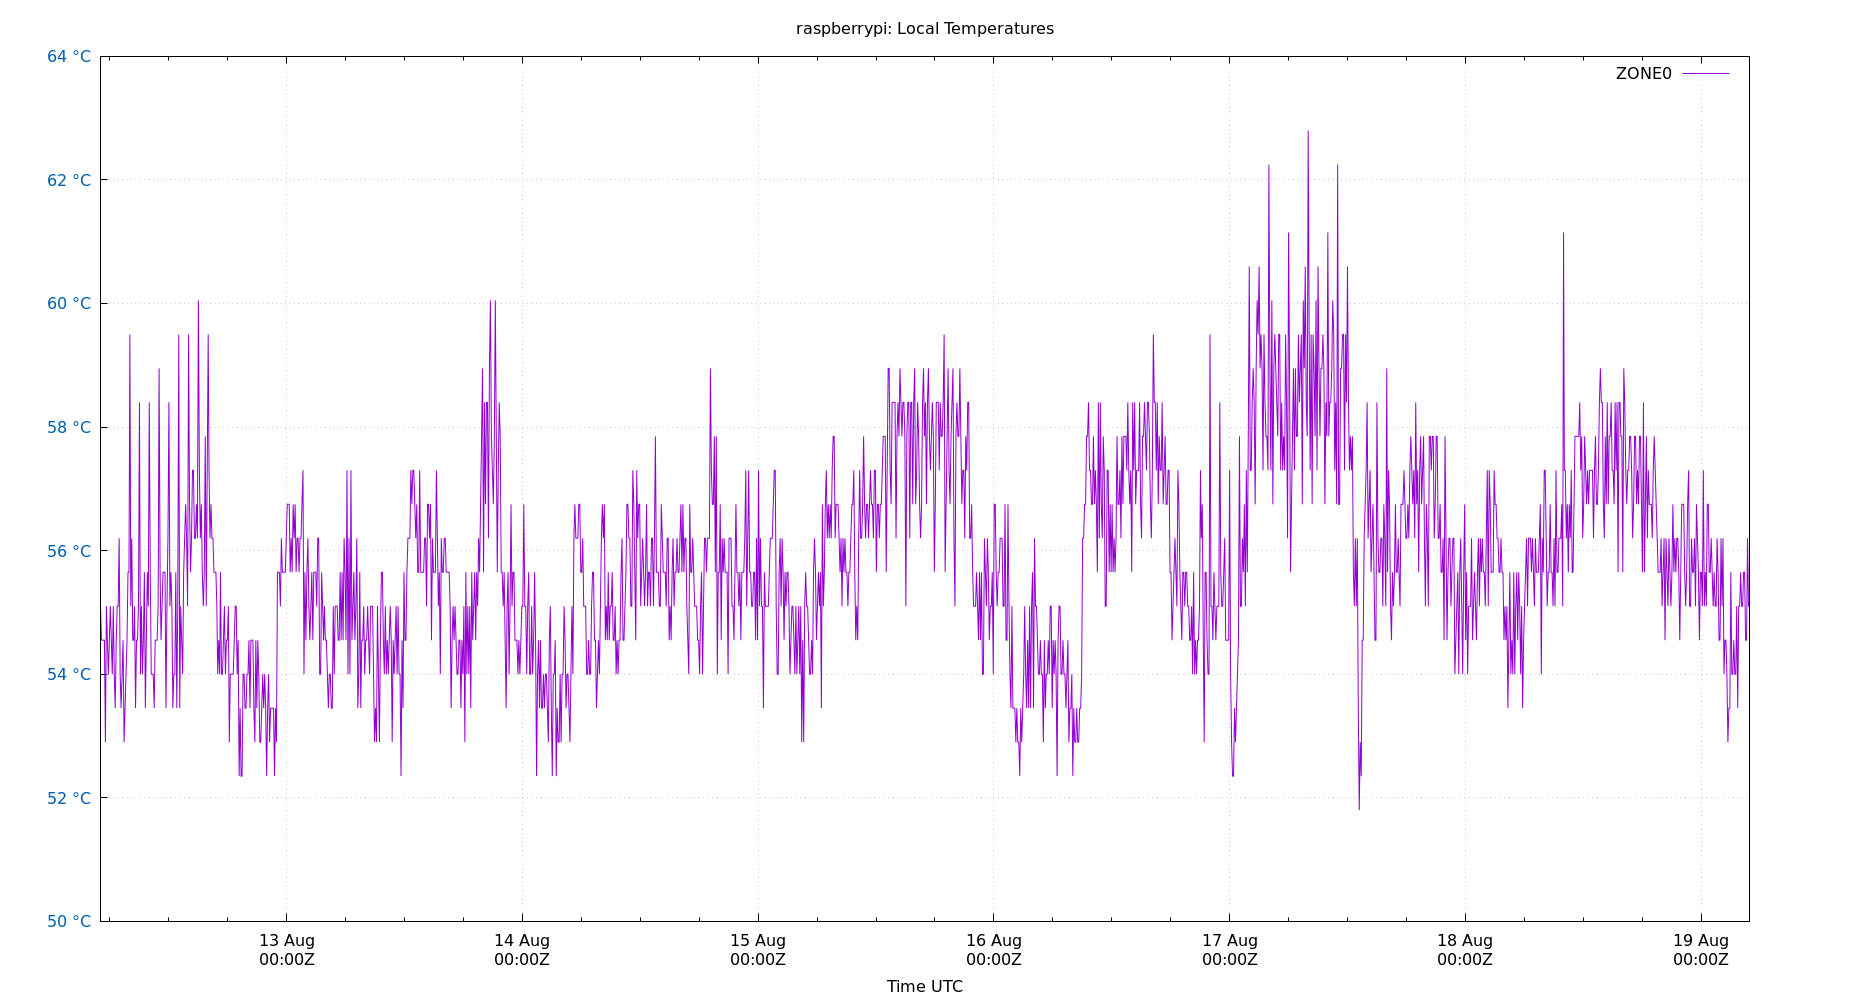 raspberrypi: Local Temperatures
64 °C
ZONE0
62 °C
60 °C
58 °C
56 °C
54 °C
52 °C
50 °C
13 Aug 14 Aug 15 Aug 16 Aug 17 Aug 18 Aug 19 Aug
00:00Z 00:00Z 00:00Z 00:00Z 00:00Z 00:00Z 00:00Z
Time UTC